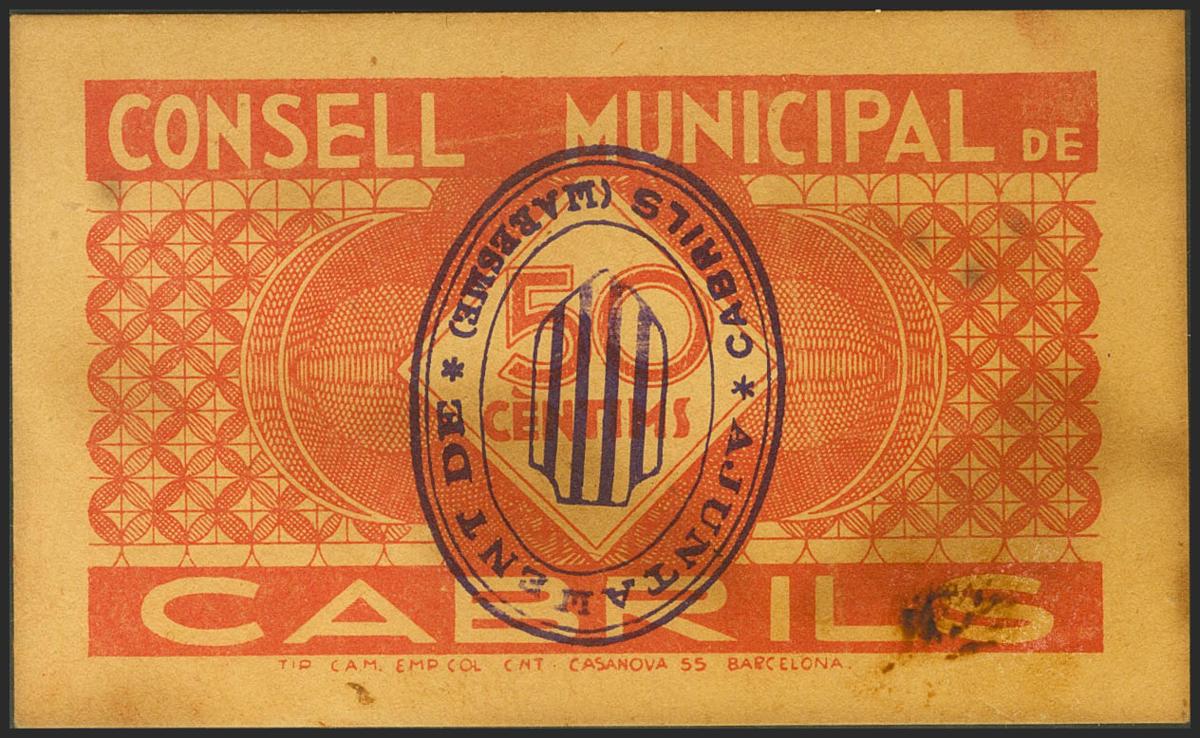 CONSELL MUNICIPAL DE
50
CÈNTIMS
CABRILS
TIP CAM. EMP COL CNT · CASANOVA 55 BARCELONA.
* AJUNTAMENT DE *
CABRILS (MARESME)